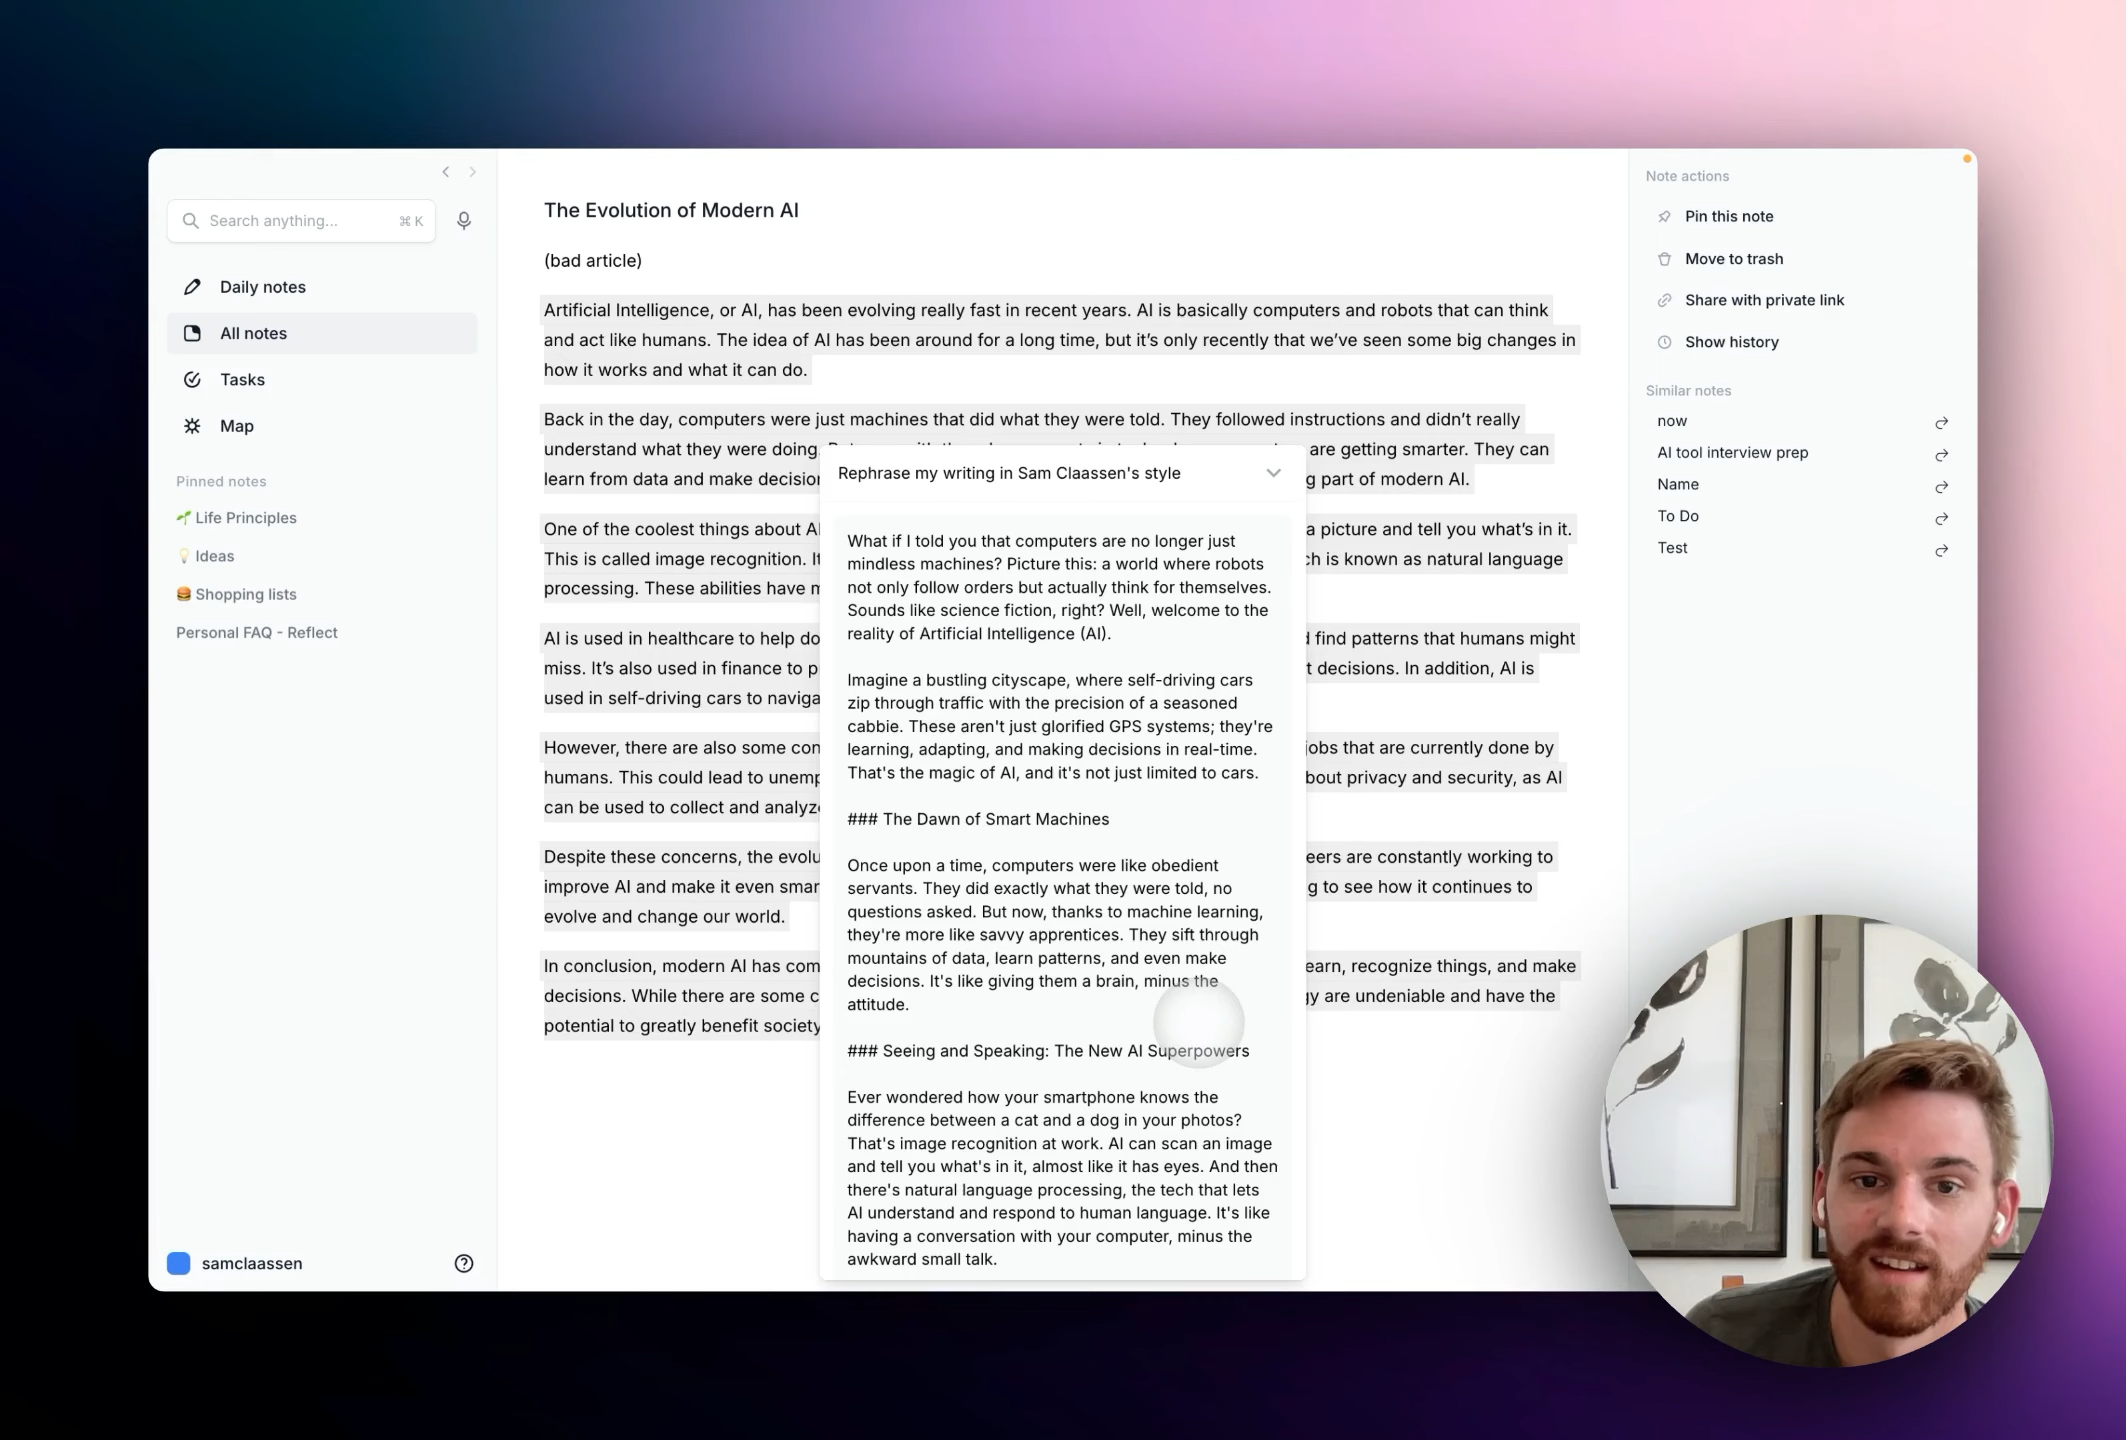 Search anything...
⌘ K
Daily notes
All notes
Tasks
Map
Pinned notes
🌱 Life Principles
💡 Ideas
🍔 Shopping lists
Personal FAQ - Reflect
samclaassen
The Evolution of Modern AI
(bad article)
Artificial Intelligence, or AI, has been evolving really fast in recent years. AI is basically computers and robots that can think
and act like humans. The idea of AI has been around for a long time, but it’s only recently that we’ve seen some big changes in
how it works and what it can do.
Back in the day, computers were just machines that did what they were told. They followed instructions and didn’t really
understand what they were doing. are getting smarter. They can
learn from data and make decision g part of modern AI.
One of the coolest things about AI a picture and tell you what’s in it.
This is called image recognition. It ch is known as natural language
processing. These abilities have m
AI is used in healthcare to help do d find patterns that humans might
miss. It’s also used in finance to p t decisions. In addition, AI is
used in self-driving cars to naviga
However, there are also some con jobs that are currently done by
humans. This could lead to unemp bout privacy and security, as AI
can be used to collect and analyze
Despite these concerns, the evolu eers are constantly working to
improve AI and make it even smar g to see how it continues to
evolve and change our world.
In conclusion, modern AI has com earn, recognize things, and make
decisions. While there are some c gy are undeniable and have the
potential to greatly benefit society
Rephrase my writing in Sam Claassen's style
What if I told you that computers are no longer just
mindless machines? Picture this: a world where robots
not only follow orders but actually think for themselves.
Sounds like science fiction, right? Well, welcome to the
reality of Artificial Intelligence (AI).
Imagine a bustling cityscape, where self-driving cars
zip through traffic with the precision of a seasoned
cabbie. These aren't just glorified GPS systems; they're
learning, adapting, and making decisions in real-time.
That's the magic of AI, and it's not just limited to cars.
### The Dawn of Smart Machines
Once upon a time, computers were like obedient
servants. They did exactly what they were told, no
questions asked. But now, thanks to machine learning,
they're more like savvy apprentices. They sift through
mountains of data, learn patterns, and even make
decisions. It's like giving them a brain, minus the
attitude.
### Seeing and Speaking: The New AI Superpowers
Ever wondered how your smartphone knows the
difference between a cat and a dog in your photos?
That's image recognition at work. AI can scan an image
and tell you what's in it, almost like it has eyes. And then
there's natural language processing, the tech that lets
AI understand and respond to human language. It's like
having a conversation with your computer, minus the
awkward small talk.
Note actions
Pin this note
Move to trash
Share with private link
Show history
Similar notes
now
AI tool interview prep
Name
To Do
Test